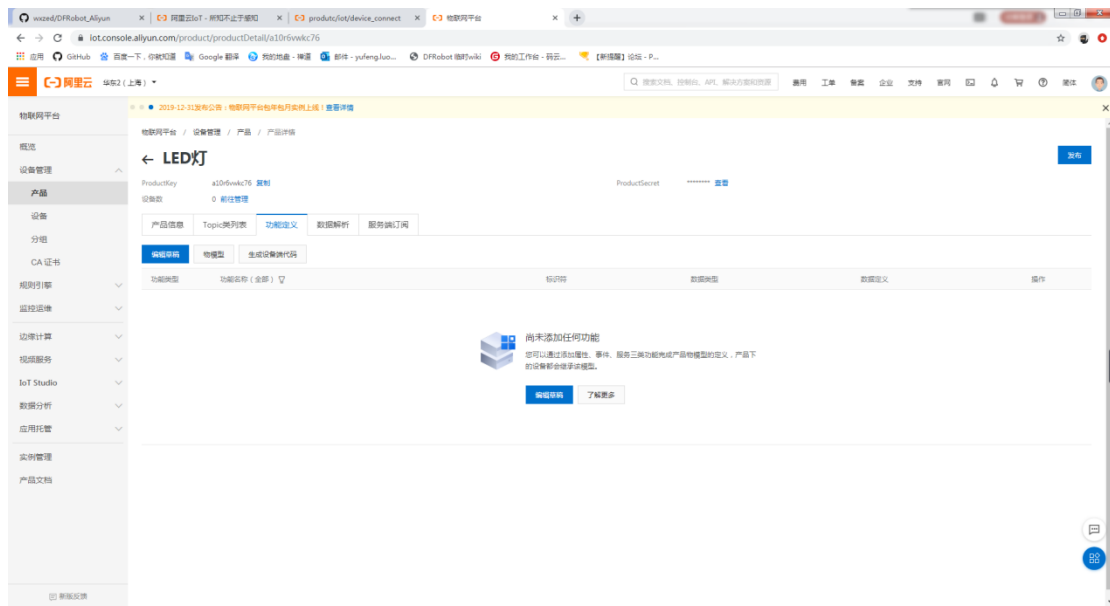 wxzed/DFRobot_Aliyun
阿里云IoT - 所知不止于感知
produtc/iot/device_connect
物联网平台
iot.console.aliyun.com/product/productDetail/a10r6vwkc76
应用 GitHub 百度一下，你就知道 Google 翻译 我的地盘 - 禅道 邮件 - yufeng.luo... DFRobot 临时wiki 我的工作台 - 码云... 【新提醒】论坛 - P...
阿里云 华东2（上海） 搜索文档、控制台、API、解决方案和资源 费用 工单 备案 企业 支持 官网 简体
物联网平台
2019-12-31发布公告：物联网平台包年包月实例上线！查看详情
物联网平台 / 设备管理 / 产品 / 产品详情
概览
← LED灯
发布
设备管理
ProductKey a10r6vwkc76 复制 ProductSecret ******** 查看
产品
设备数 0 前往管理
设备
产品信息 Topic类列表 功能定义 数据解析 服务端订阅
分组
编辑草稿 物模型 生成设备端代码
CA 证书
功能类型 功能名称（全部） 标识符 数据类型 数据定义 操作
规则引擎
监控运维
边缘计算
尚未添加任何功能
您可以通过添加属性、事件、服务三类功能完成产品物模型的定义，产品下
的设备都会继承该模型。
视频服务
IoT Studio
编辑草稿 了解更多
数据分析
应用托管
实例管理
产品文档
新版反馈